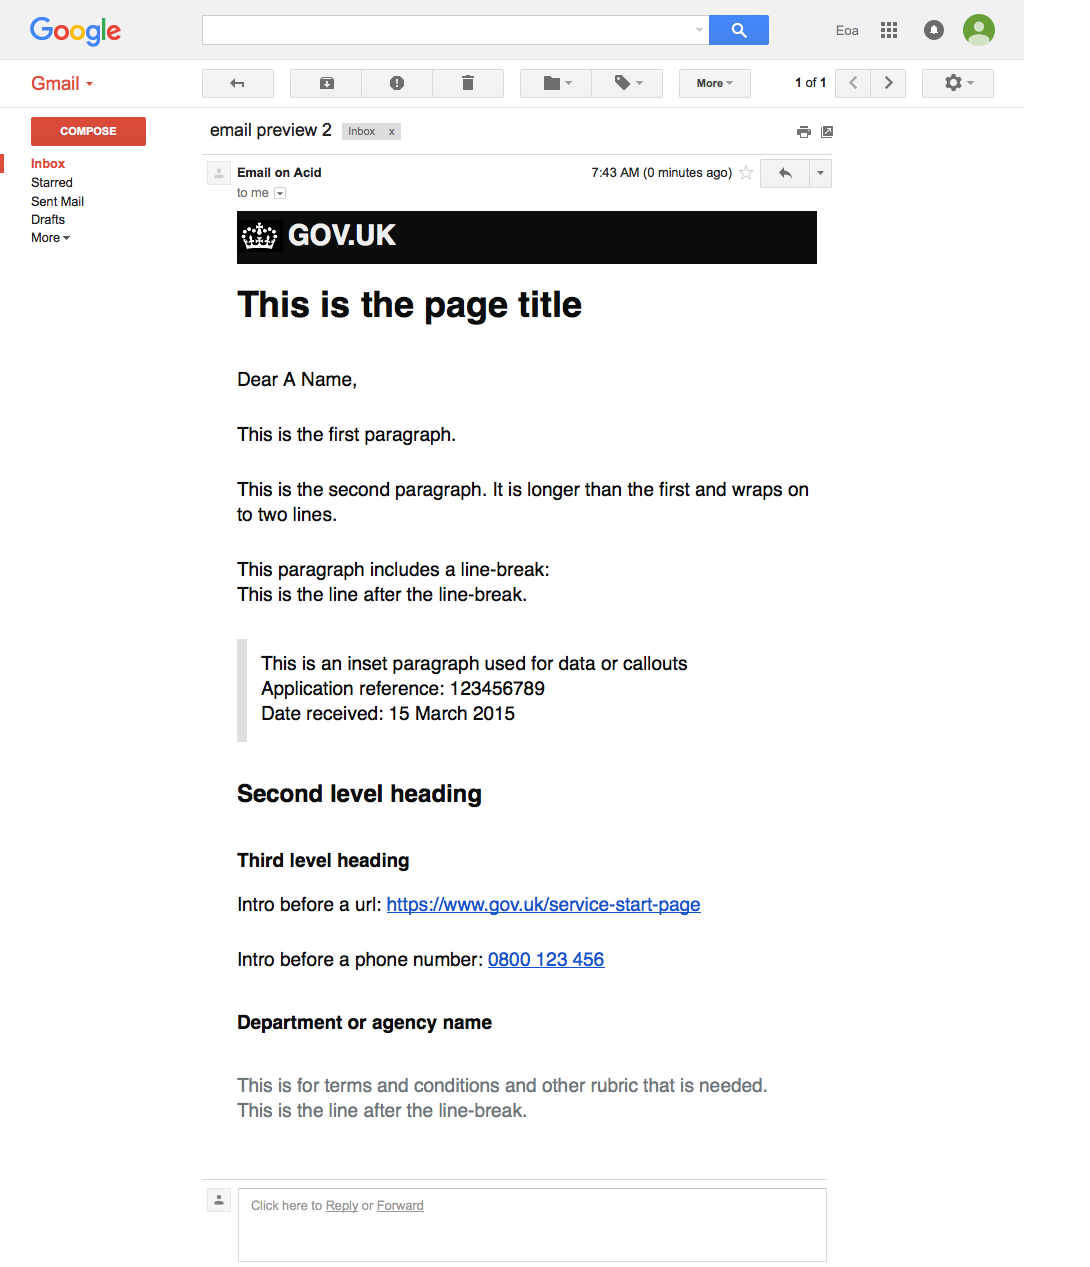 Google
Eoa
Gmail
More
1 of 1
COMPOSE
email preview 2 Inbox x
Inbox
Starred
Sent Mail
Drafts
More
Email on Acid
7:43 AM (0 minutes ago)
to me
GOV.UK
This is the page title
Dear A Name,
This is the first paragraph.
This is the second paragraph. It is longer than the first and wraps on
to two lines.
This paragraph includes a line-break:
This is the line after the line-break.
This is an inset paragraph used for data or callouts
Application reference: 123456789
Date received: 15 March 2015
Second level heading
Third level heading
Intro before a url: https://www.gov.uk/service-start-page
Intro before a phone number: 0800 123 456
Department or agency name
This is for terms and conditions and other rubric that is needed.
This is the line after the line-break.
Click here to Reply or Forward